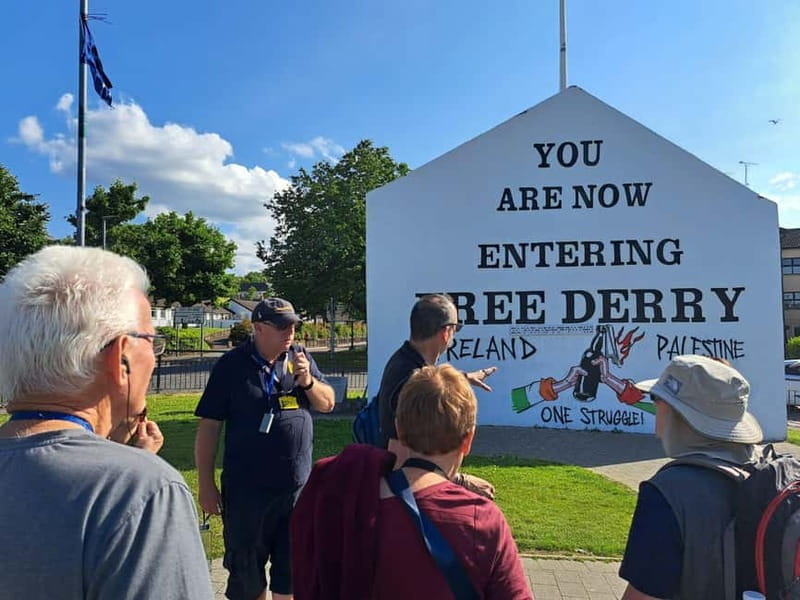 YOU
ARE NOW
ENTERING
REE DERRY
RELAND PALESTINE
ONE STRUGGLE!